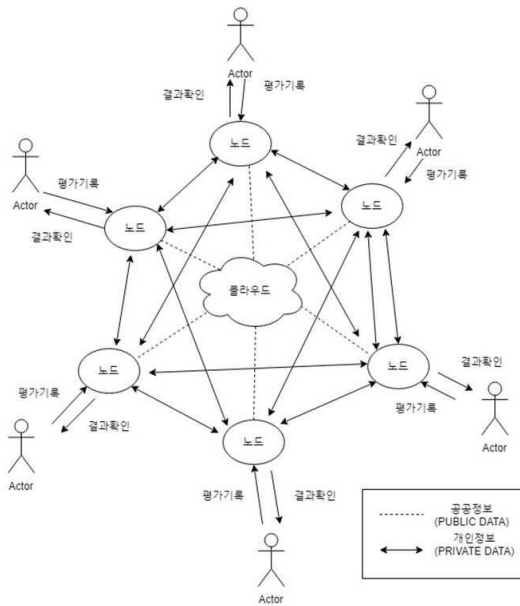 Actor
결과확인
평가기록
노드
Actor
결과확인
평가기록
노드
Actor
평가기록
결과확인
노드
클라우드
노드
평가기록
결과확인
Actor
노드
결과확인
평가기록
Actor
노드
평가기록
결과확인
Actor
공공정보
(PUBLIC DATA)
개인정보
(PRIVATE DATA)